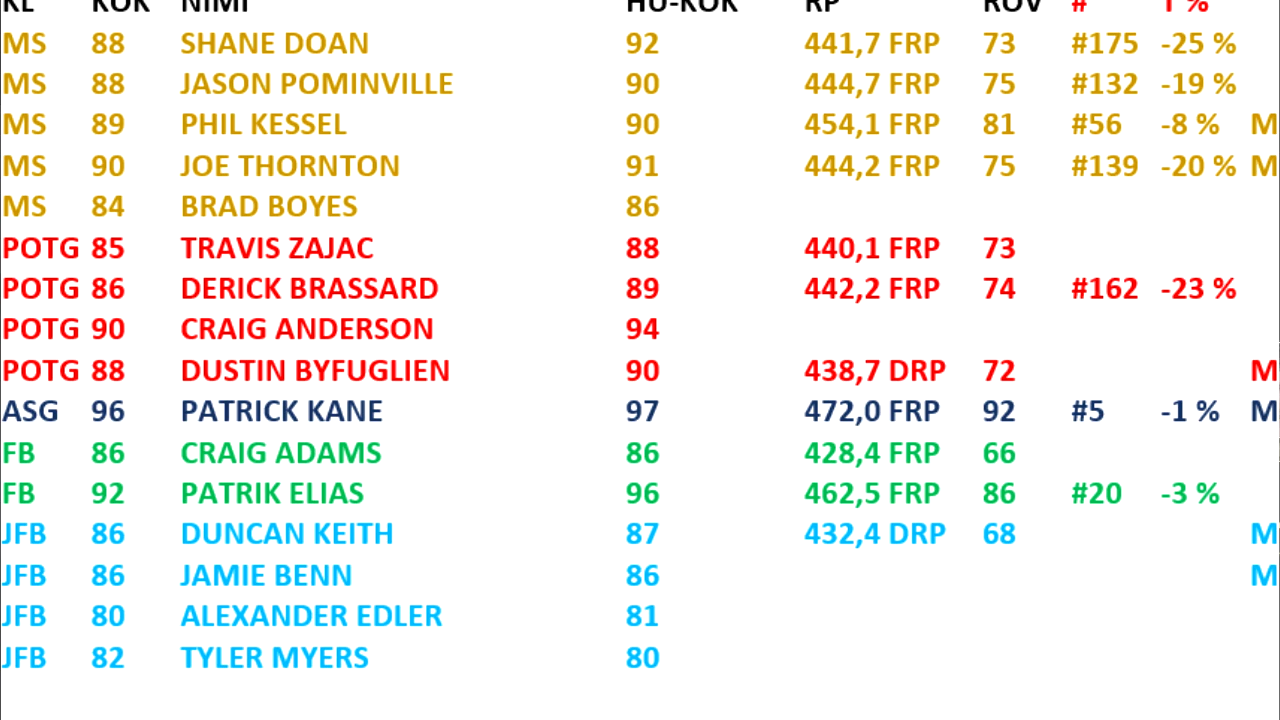 KL KOK NIMI HU-KOK RP ROV # T %
MS 88 SHANE DOAN 92 441,7 FRP 73 #175 -25 %
MS 88 JASON POMINVILLE 90 444,7 FRP 75 #132 -19 %
MS 89 PHIL KESSEL 90 454,1 FRP 81 #56 -8 % M
MS 90 JOE THORNTON 91 444,2 FRP 75 #139 -20 % M
MS 84 BRAD BOYES 86
POTG 85 TRAVIS ZAJAC 88 440,1 FRP 73
POTG 86 DERICK BRASSARD 89 442,2 FRP 74 #162 -23 %
POTG 90 CRAIG ANDERSON 94
POTG 88 DUSTIN BYFUGLIEN 90 438,7 DRP 72 M
ASG 96 PATRICK KANE 97 472,0 FRP 92 #5 -1 % M
FB 86 CRAIG ADAMS 86 428,4 FRP 66
FB 92 PATRIK ELIAS 96 462,5 FRP 86 #20 -3 %
JFB 86 DUNCAN KEITH 87 432,4 DRP 68 M
JFB 86 JAMIE BENN 86 M
JFB 80 ALEXANDER EDLER 81
JFB 82 TYLER MYERS 80